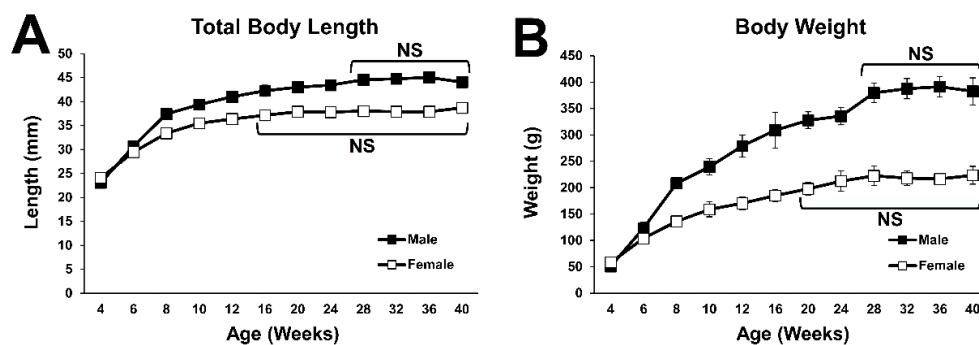 A
Total Body Length
NS
50
45
40
35
30
25
20
15
10
5
0
Length (mm)
NS
Male
Female
4 6 8 10 12 16 20 24 28 32 36 40
Age (Weeks)
B
Body Weight
NS
450
400
350
300
250
200
150
100
50
0
Weight (g)
NS
Male
Female
4 6 8 10 12 16 20 24 28 32 36 40
Age (Weeks)